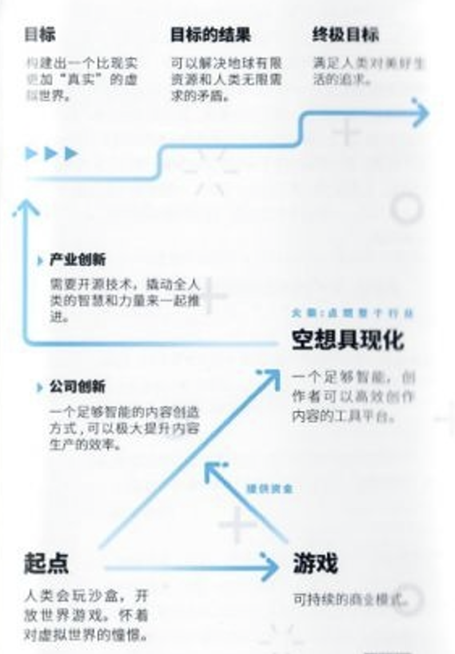 目标
构建出一个比现实
更加“真实”的虚
拟世界。
目标的结果
可以解决地球有限
资源和人类无限需
求的矛盾。
终极目标
满足人类对美好生
活的追求。
产业创新
需要开源技术，撬动全人
类的智慧和力量来一起推
进。
火箭:点燃整个行业
空想具现化
一个足够智能，创
作者可以高效创作
内容的工具平台。
公司创新
一个足够智能的内容创造
方式，可以极大提升内容
生产的效率。
提供资金
起点
人类会玩沙盒，开
放世界游戏。怀着
对虚拟世界的憧憬。
游戏
可持续的商业模式。